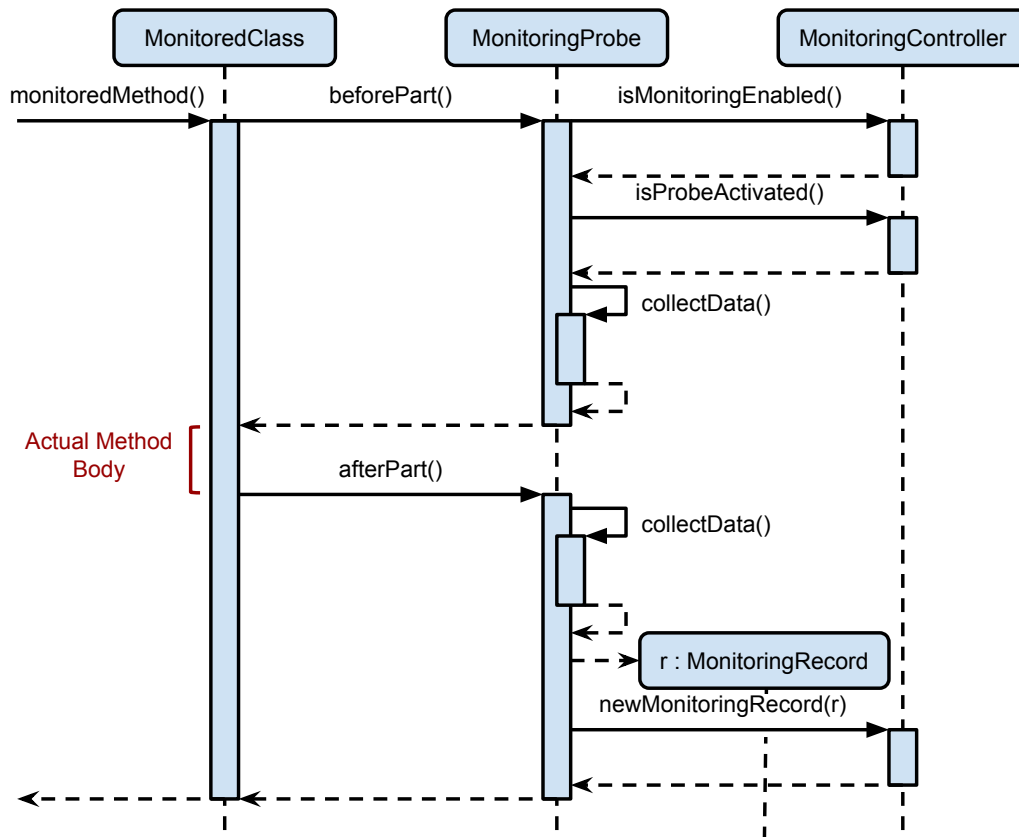 MonitoredClass
MonitoringProbe
MonitoringController
monitoredMethod()
beforePart()
isMonitoringEnabled()
isProbeActivated()
collectData()
Actual Method
Body
afterPart()
collectData()
r : MonitoringRecord
newMonitoringRecord(r)